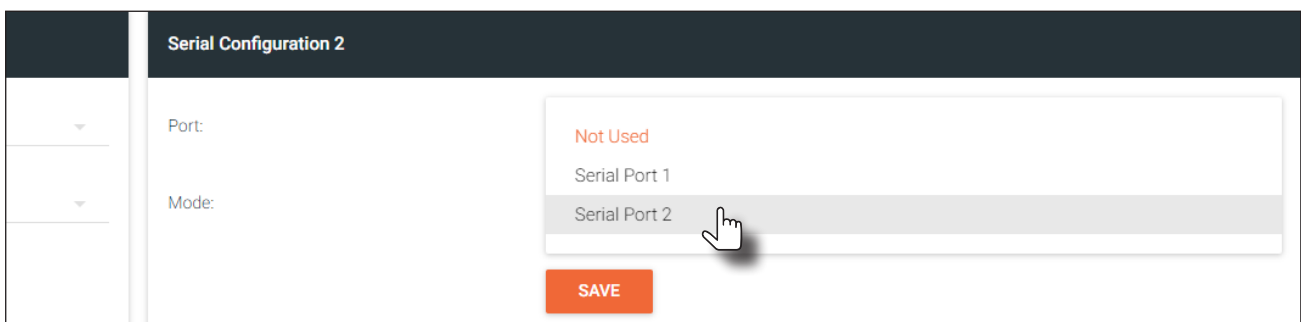 Serial Configuration 2
Port:
Not Used
Serial Port 1
Mode:
Serial Port 2
SAVE